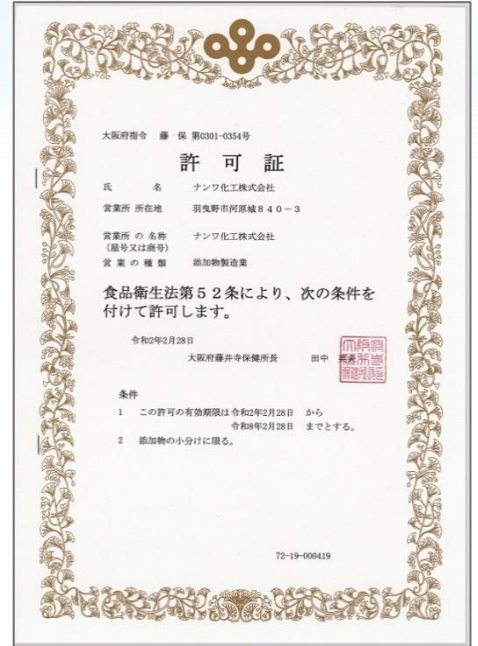 大阪府指令 藤 保 第0301-0354号
許可証
氏 名 ナンワ化工株式会社
営業所 所在地 羽曳野市河原城840-3
営業所 の 名称 ナンワ化工株式会社
(屋号又は商号)
営 業 の 種 類 添加物製造業
食品衛生法第52条により、次の条件を
付けて許可します。
令和2年2月28日
大阪府藤井寺保健所長 田中 英
条件
1 この許可の有効期限は 令和2年2月28日 から
令和8年2月28日 までとする。
2 添加物の小分けに限る。
72-19-000419